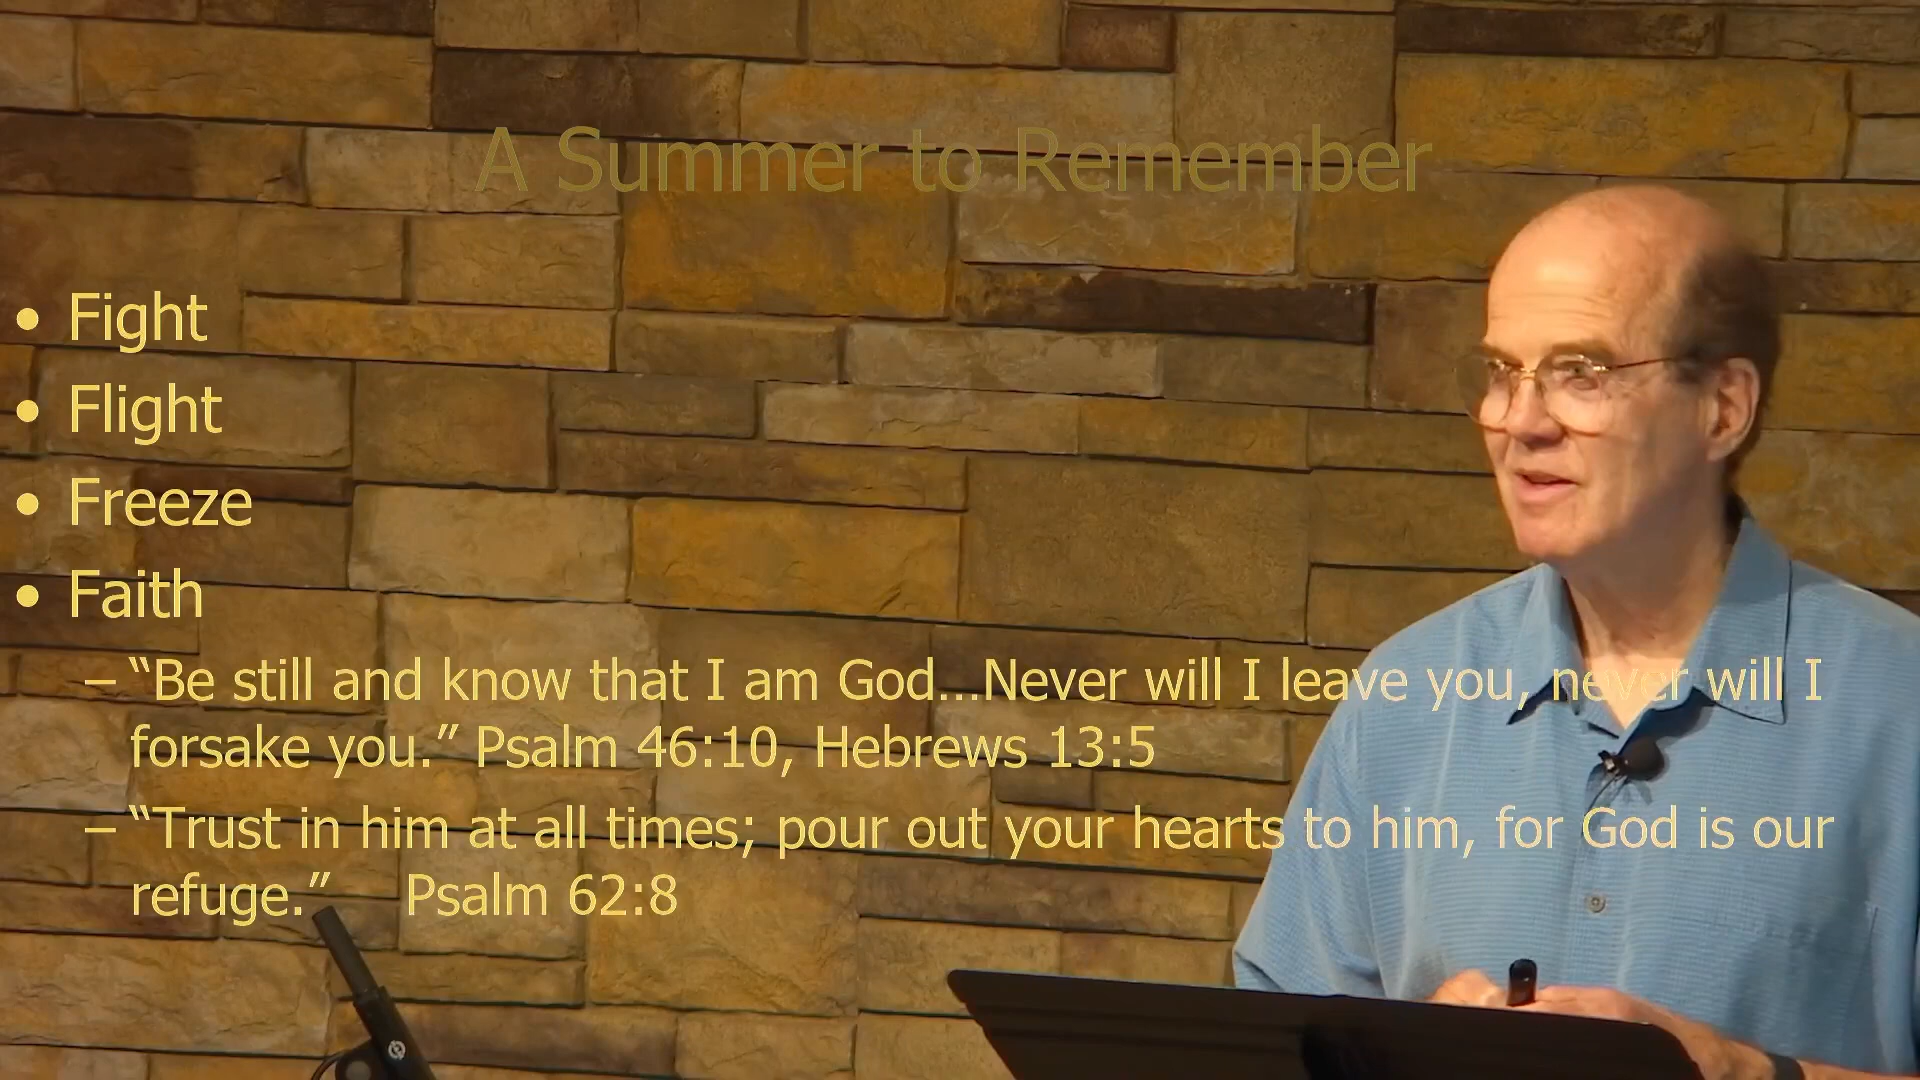 A Summer to Remember
• Fight
• Flight
• Freeze
• Faith
– “Be still and know that I am God…Never will I leave you, never will I
forsake you.” Psalm 46:10, Hebrews 13:5
– “Trust in him at all times; pour out your hearts to him, for God is our
refuge.” Psalm 62:8